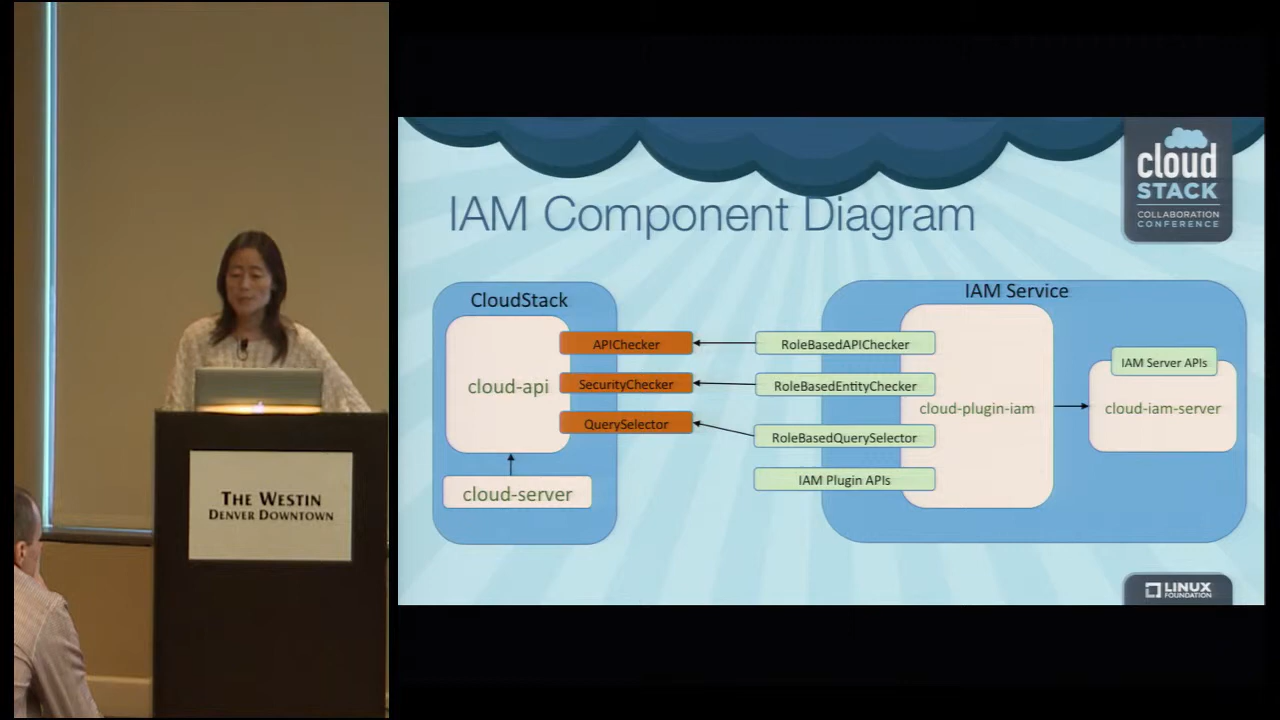 THE WESTIN
DENVER DOWNTOWN
cloud
STACK
COLLABORATION
CONFERENCE
IAM Component Diagram
CloudStack
cloud-api
APIChecker
SecurityChecker
QuerySelector
cloud-server
IAM Service
RoleBasedAPIChecker
RoleBasedEntityChecker
RoleBasedQuerySelector
IAM Plugin APIs
cloud-plugin-iam
IAM Server APIs
cloud-iam-server
LINUX
FOUNDATION